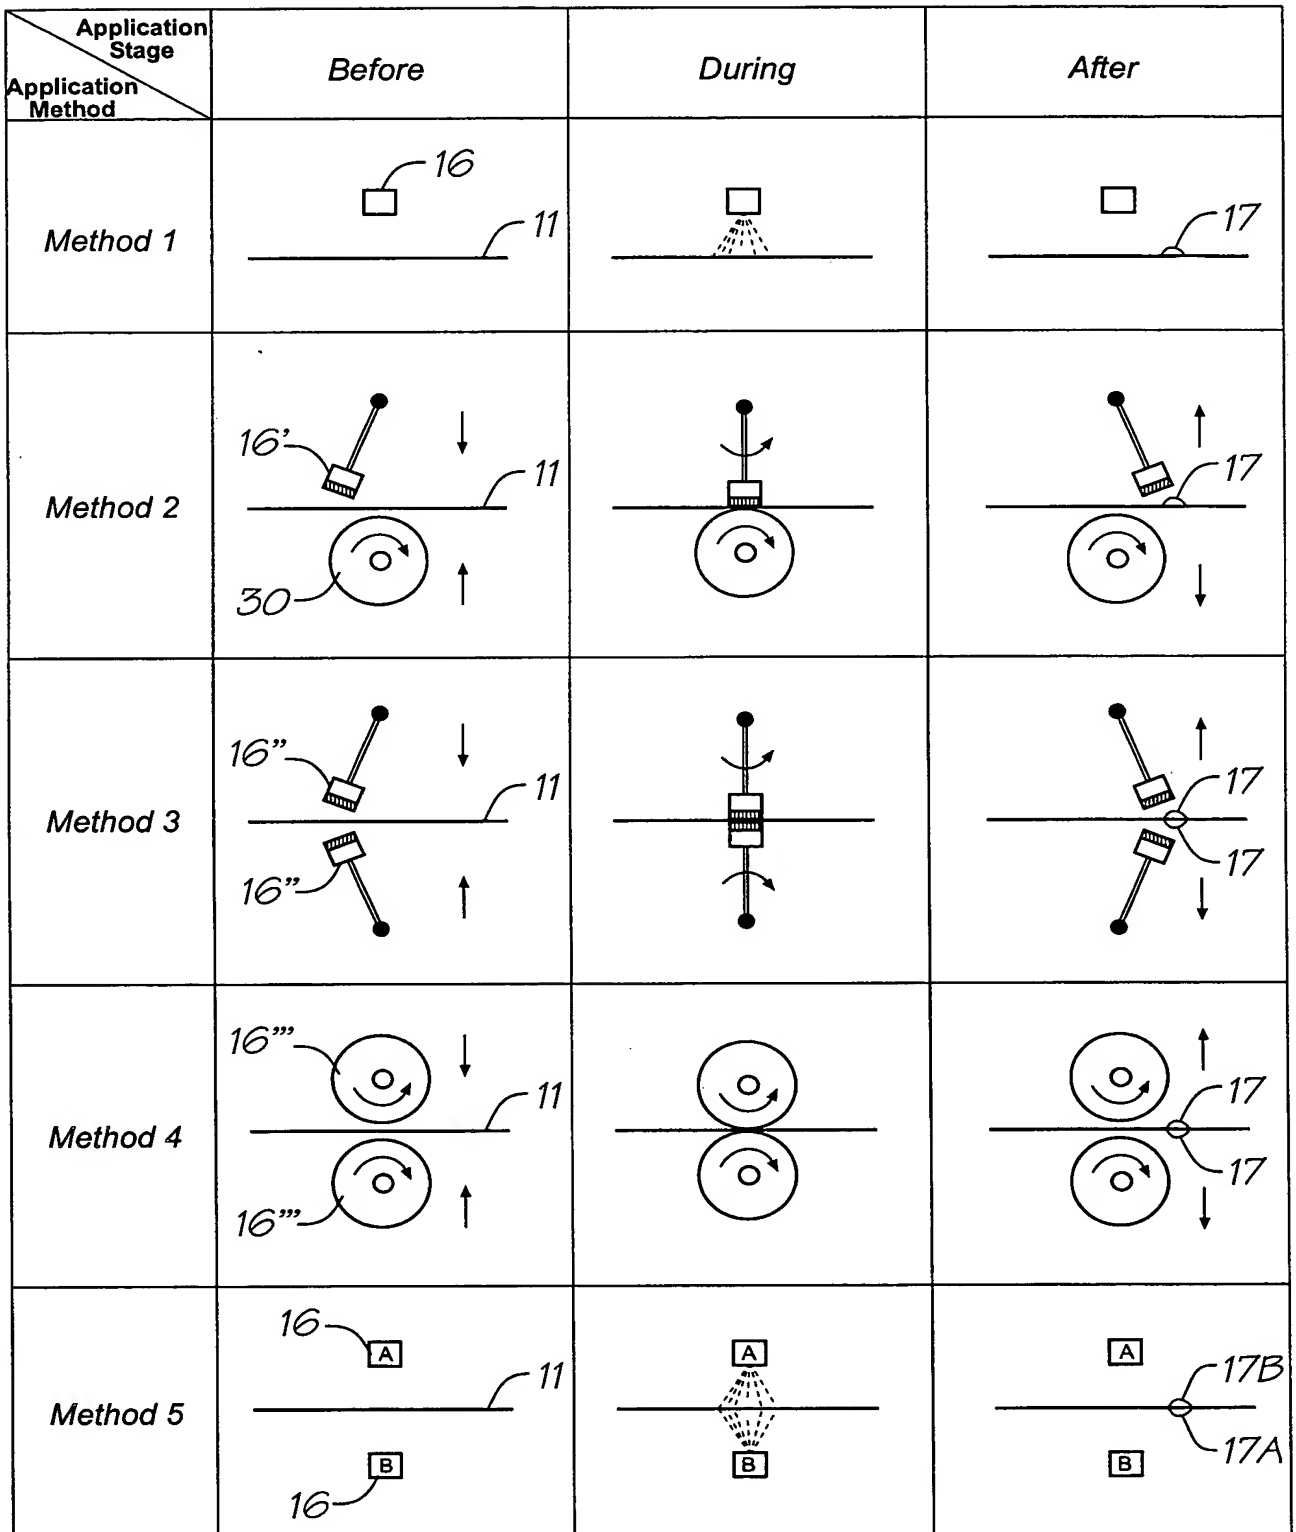 Application Stage
Application Method
Before
During
After
Method 1
16
11
17
Method 2
16'
11
30
17
Method 3
16"
11
16"
17
17
Method 4
16'''
11
16'''
17
17
Method 5
16
A
11
B
16
A
B
A
17B
17A
B